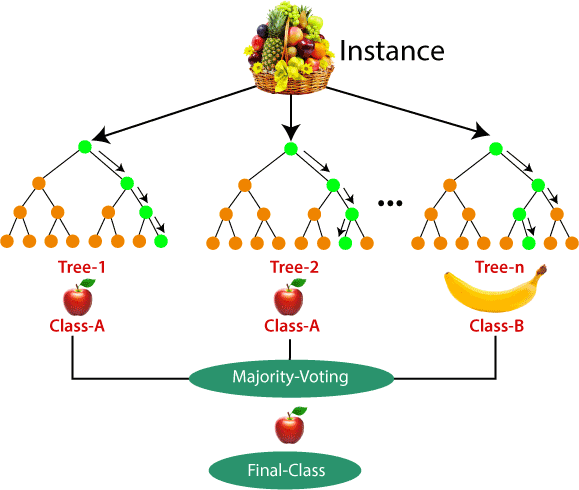 Instance
...
Tree-1
Tree-2
Tree-n
Class-A
Class-A
Class-B
Majority-Voting
Final-Class